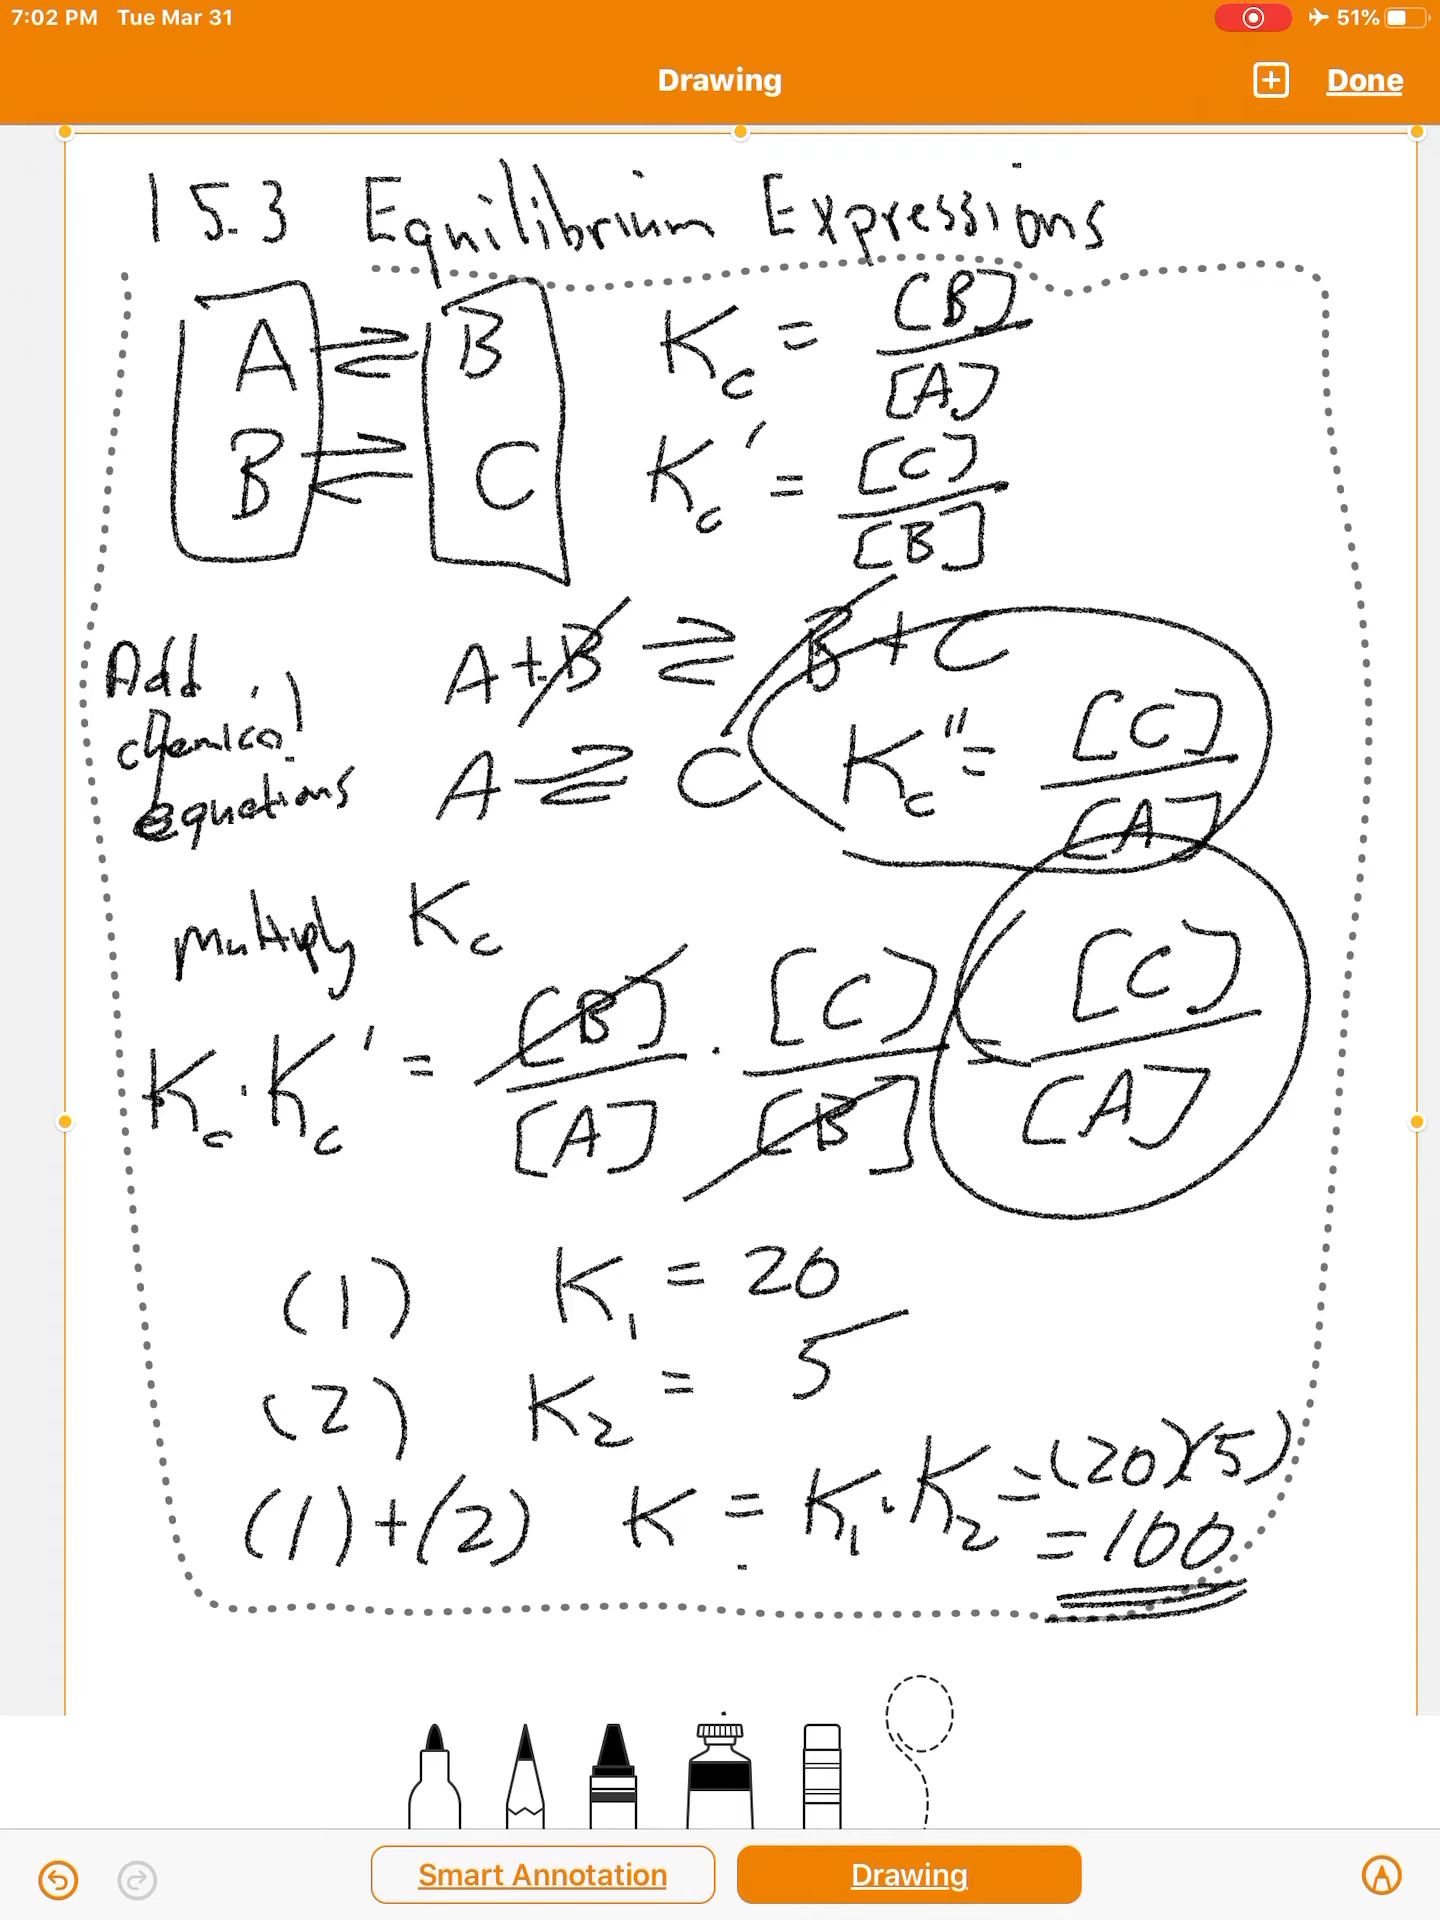 7:02 PM Tue Mar 31 51%
Drawing Done
15.3 Equilibrium Expressions
A ⇌ B Kc = [B]/[A]
B ⇌ C Kc' = [C]/[B]
Add chemical equations A + B ⇌ B + C
A ⇌ C Kc'' = [C]/[A]
Multiply Kc
Kc · Kc' = [B]/[A] · [C]/[B] = [C]/[A]
(1) K1 = 20
(2) K2 = 5
(1)+(2) K = K1 · K2 = (20)(5)
= 100
Smart Annotation Drawing